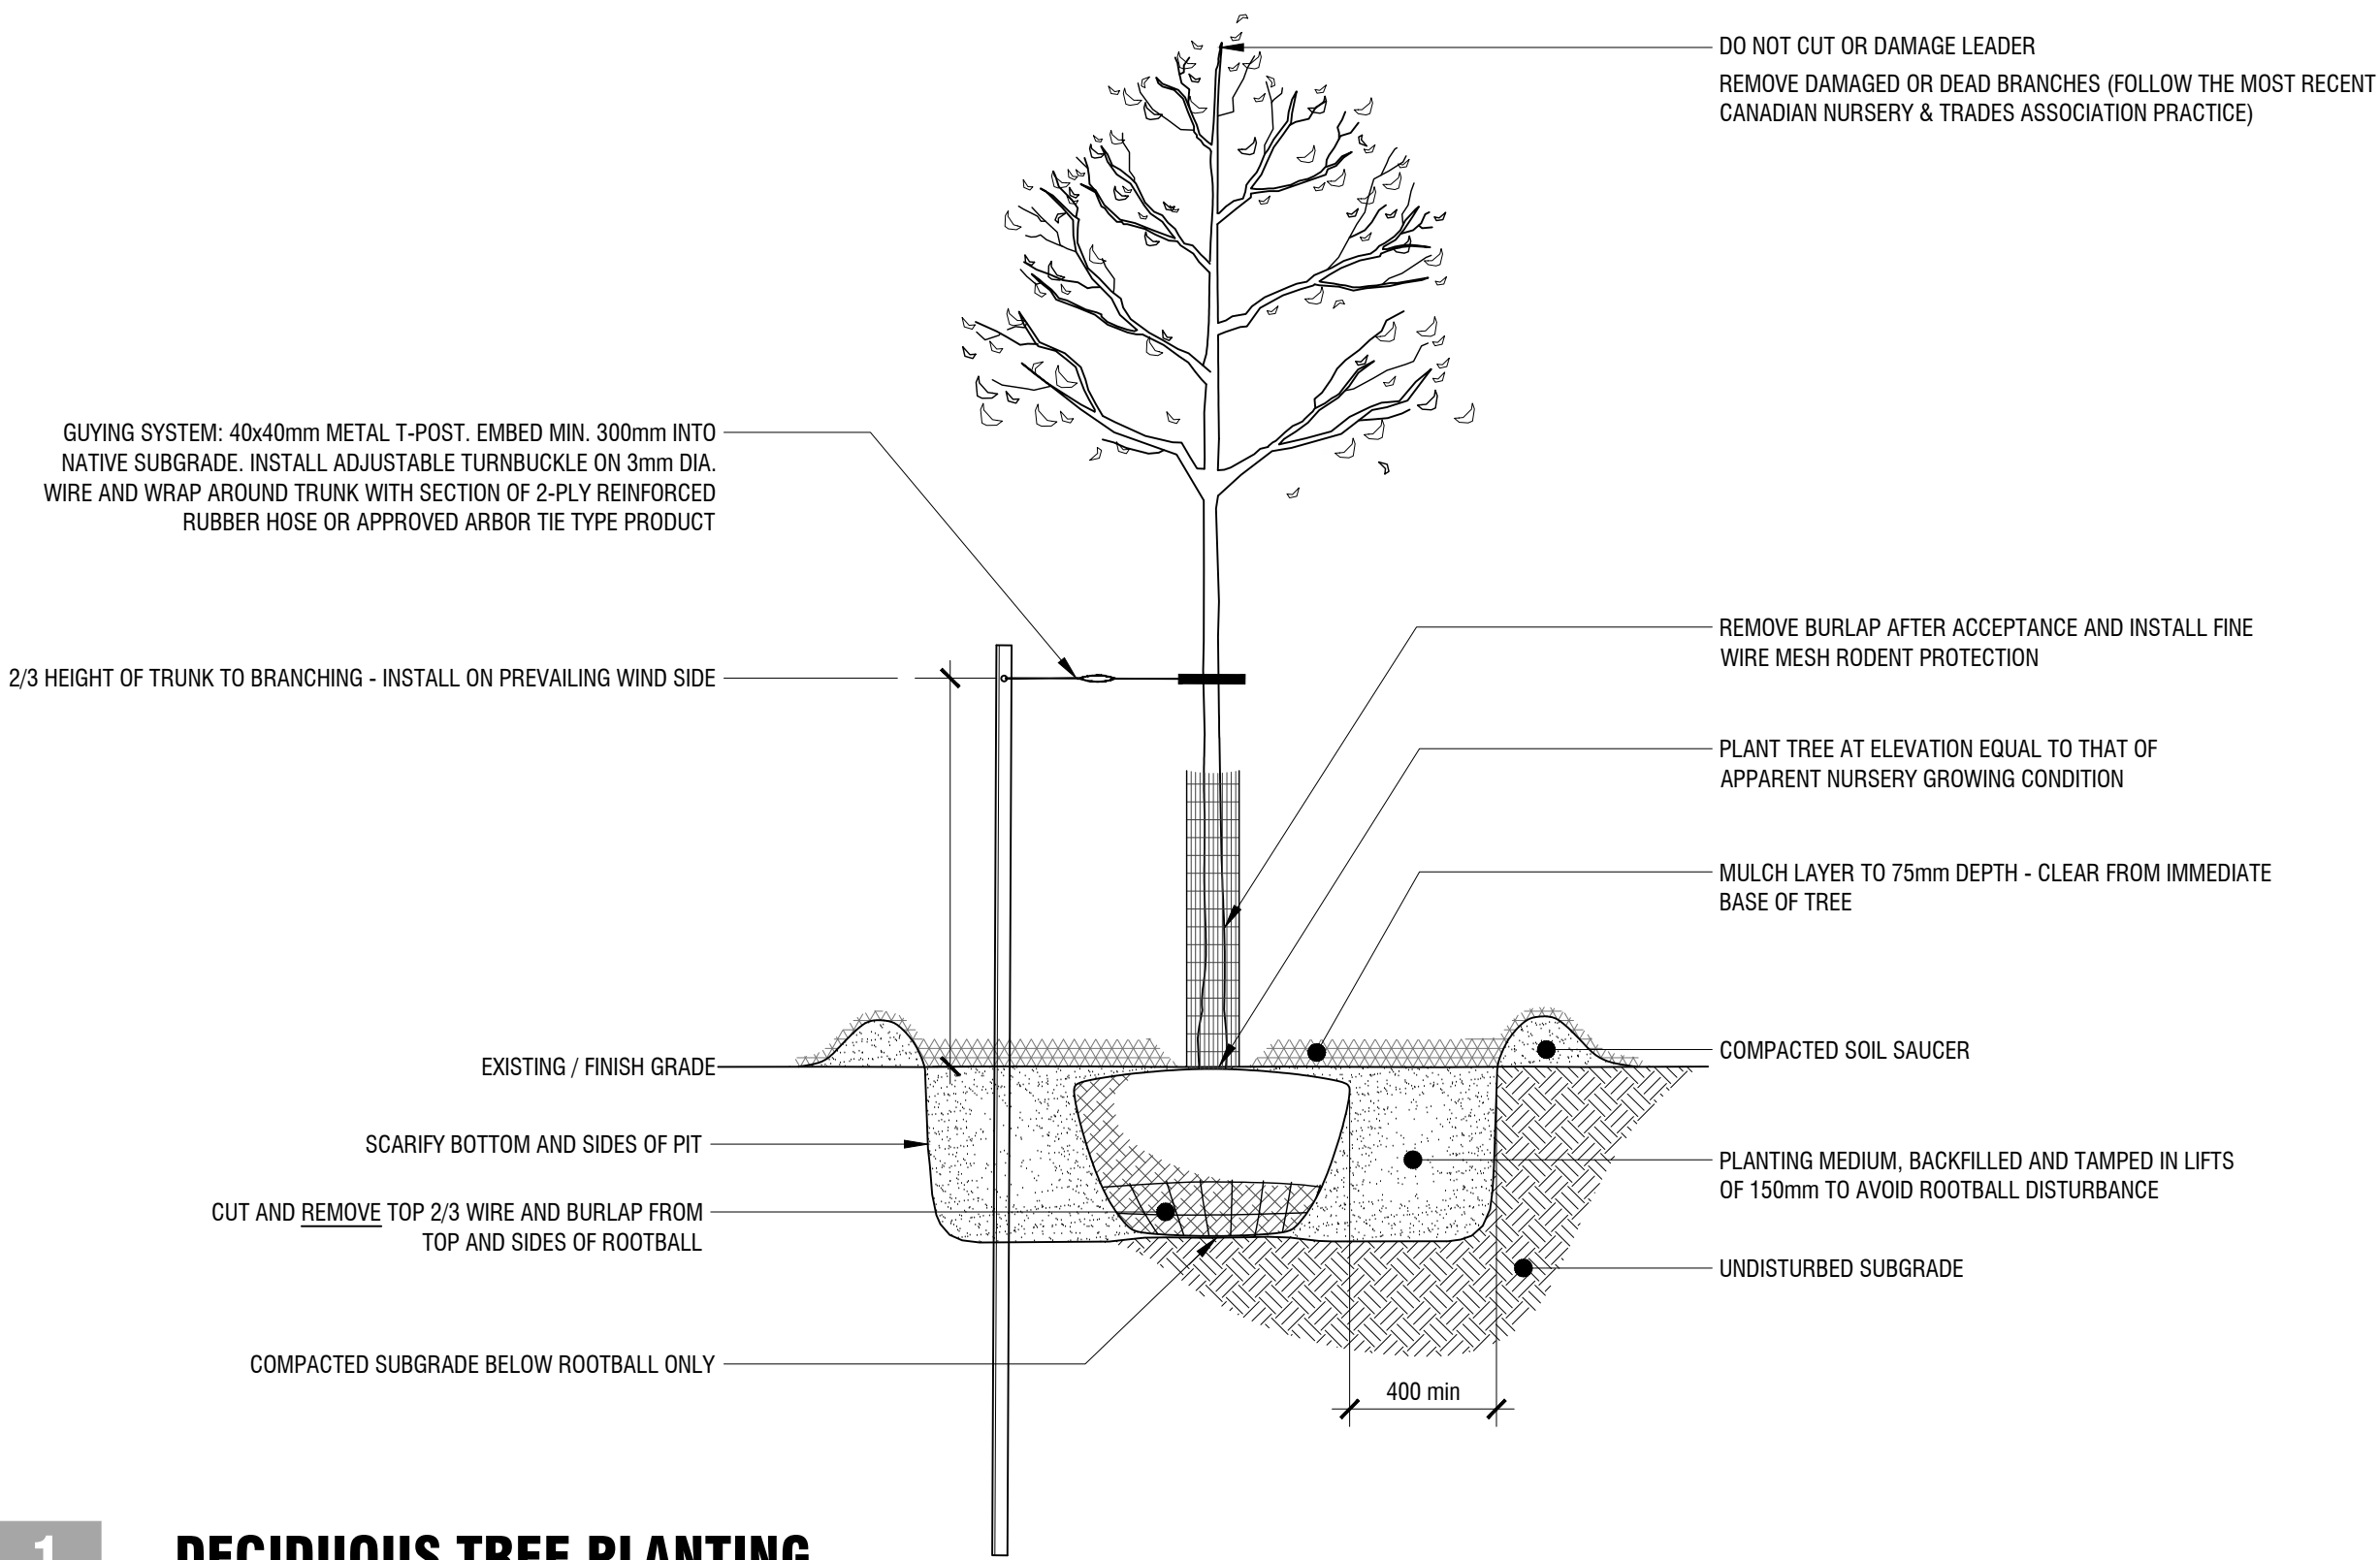 DO NOT CUT OR DAMAGE LEADER
REMOVE DAMAGED OR DEAD BRANCHES (FOLLOW THE MOST RECENT
CANADIAN NURSERY & TRADES ASSOCIATION PRACTICE)
GUYING SYSTEM: 40x40mm METAL T-POST. EMBED MIN. 300mm INTO
NATIVE SUBGRADE. INSTALL ADJUSTABLE TURNBUCKLE ON 3mm DIA.
WIRE AND WRAP AROUND TRUNK WITH SECTION OF 2-PLY REINFORCED
RUBBER HOSE OR APPROVED ARBOR TIE TYPE PRODUCT
2/3 HEIGHT OF TRUNK TO BRANCHING - INSTALL ON PREVAILING WIND SIDE
REMOVE BURLAP AFTER ACCEPTANCE AND INSTALL FINE
WIRE MESH RODENT PROTECTION
PLANT TREE AT ELEVATION EQUAL TO THAT OF
APPARENT NURSERY GROWING CONDITION
MULCH LAYER TO 75mm DEPTH - CLEAR FROM IMMEDIATE
BASE OF TREE
EXISTING / FINISH GRADE
COMPACTED SOIL SAUCER
SCARIFY BOTTOM AND SIDES OF PIT
PLANTING MEDIUM, BACKFILLED AND TAMPED IN LIFTS
OF 150mm TO AVOID ROOTBALL DISTURBANCE
CUT AND REMOVE TOP 2/3 WIRE AND BURLAP FROM
TOP AND SIDES OF ROOTBALL
UNDISTURBED SUBGRADE
COMPACTED SUBGRADE BELOW ROOTBALL ONLY
400 min
1
DECIDUOUS TREE PLANTING